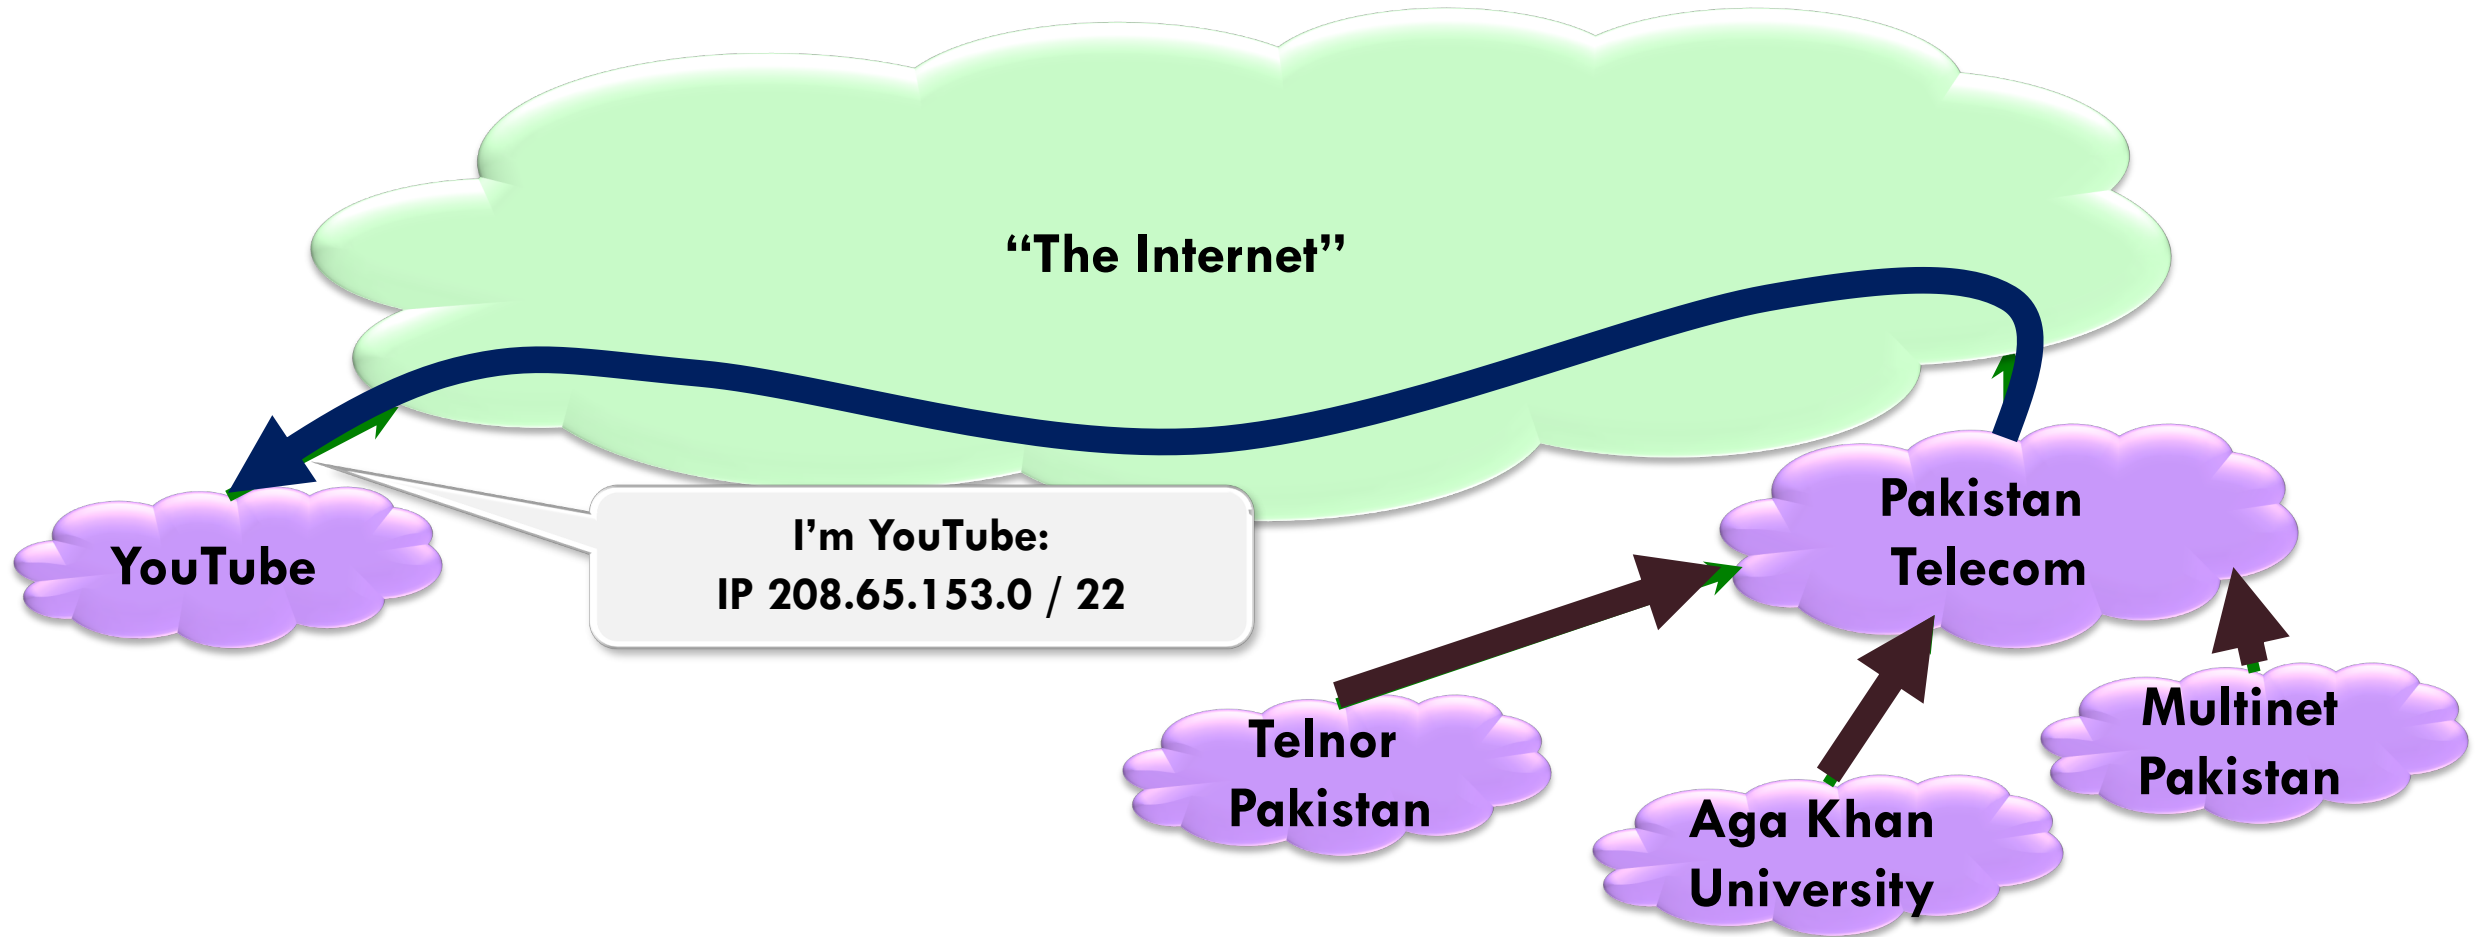 “The Internet”
I’m YouTube:
IP 208.65.153.0 / 22
YouTube
Pakistan
Telecom
Telnor
Pakistan
Aga Khan
University
Multinet
Pakistan